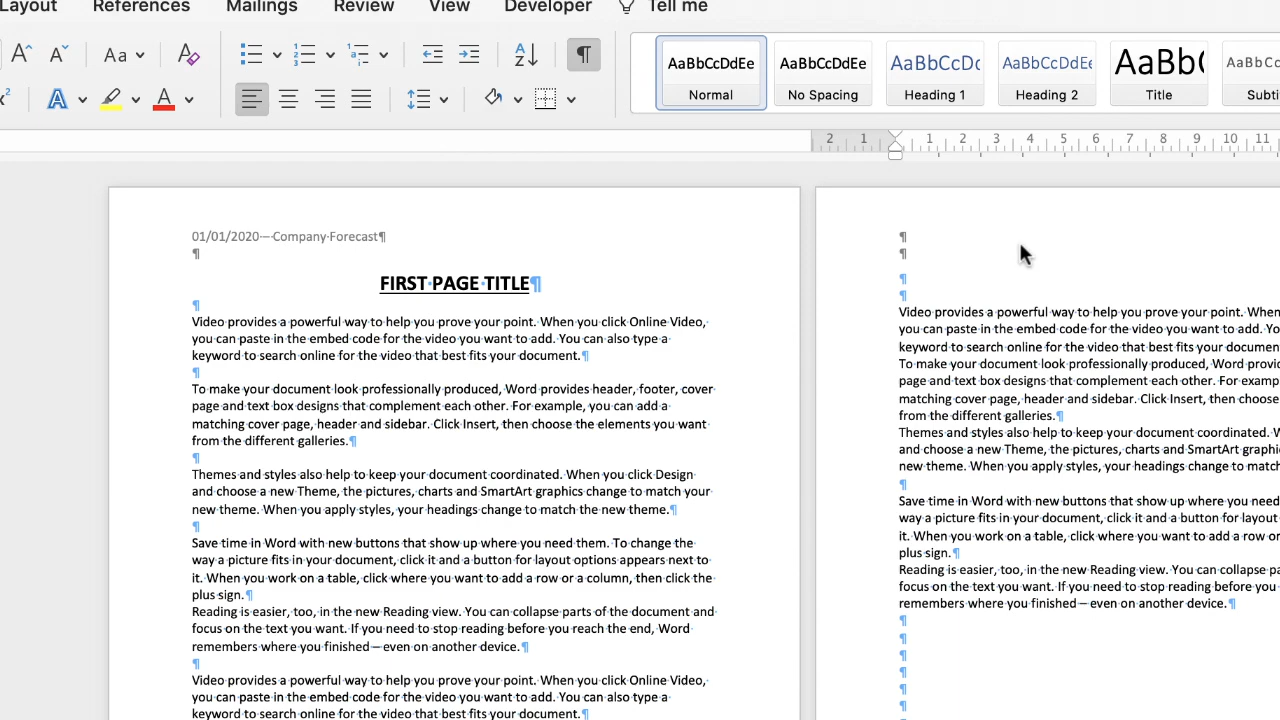 Layout References Mailings Review View Developer Tell me
Aa
AaBbCcDdEe AaBbCcDdEe AaBbCcDc AaBbCcDdEe AaBb(
Normal No Spacing Heading 1 Heading 2 Title
2 1 1 2 3 4 5 6 7 8 9 10 11
01/01/2020 – Company Forecast¶
¶
FIRST PAGE TITLE¶
¶
Video provides a powerful way to help you prove your point. When you click Online Video,
you can paste in the embed code for the video you want to add. You can also type a
keyword to search online for the video that best fits your document.¶
¶
To make your document look professionally produced, Word provides header, footer, cover
page and text box designs that complement each other. For example, you can add a
matching cover page, header and sidebar. Click Insert, then choose the elements you want
from the different galleries.¶
¶
Themes and styles also help to keep your document coordinated. When you click Design
and choose a new Theme, the pictures, charts and SmartArt graphics change to match your
new theme. When you apply styles, your headings change to match the new theme.¶
¶
Save time in Word with new buttons that show up where you need them. To change the
way a picture fits in your document, click it and a button for layout options appears next to
it. When you work on a table, click where you want to add a row or a column, then click the
plus sign.¶
Reading is easier, too, in the new Reading view. You can collapse parts of the document and
focus on the text you want. If you need to stop reading before you reach the end, Word
remembers where you finished – even on another device.¶
¶
Video provides a powerful way to help you prove your point. When you click Online Video,
you can paste in the embed code for the video you want to add. You can also type a
keyword to search online for the video that best fits your document.¶
¶
¶
¶
¶
Video provides a powerful way to help you prove your point. When
you can paste in the embed code for the video you want to add. Yo
keyword to search online for the video that best fits your document
To make your document look professionally produced, Word provid
page and text box designs that complement each other. For examp
matching cover page, header and sidebar. Click Insert, then choose
from the different galleries.¶
Themes and styles also help to keep your document coordinated. W
and choose a new Theme, the pictures, charts and SmartArt graphic
new theme. When you apply styles, your headings change to match
¶
Save time in Word with new buttons that show up where you need
way a picture fits in your document, click it and a button for layout
it. When you work on a table, click where you want to add a row or
plus sign.¶
Reading is easier, too, in the new Reading view. You can collapse pa
focus on the text you want. If you need to stop reading before you
remembers where you finished – even on another device.¶
¶
¶
¶
¶
¶
¶